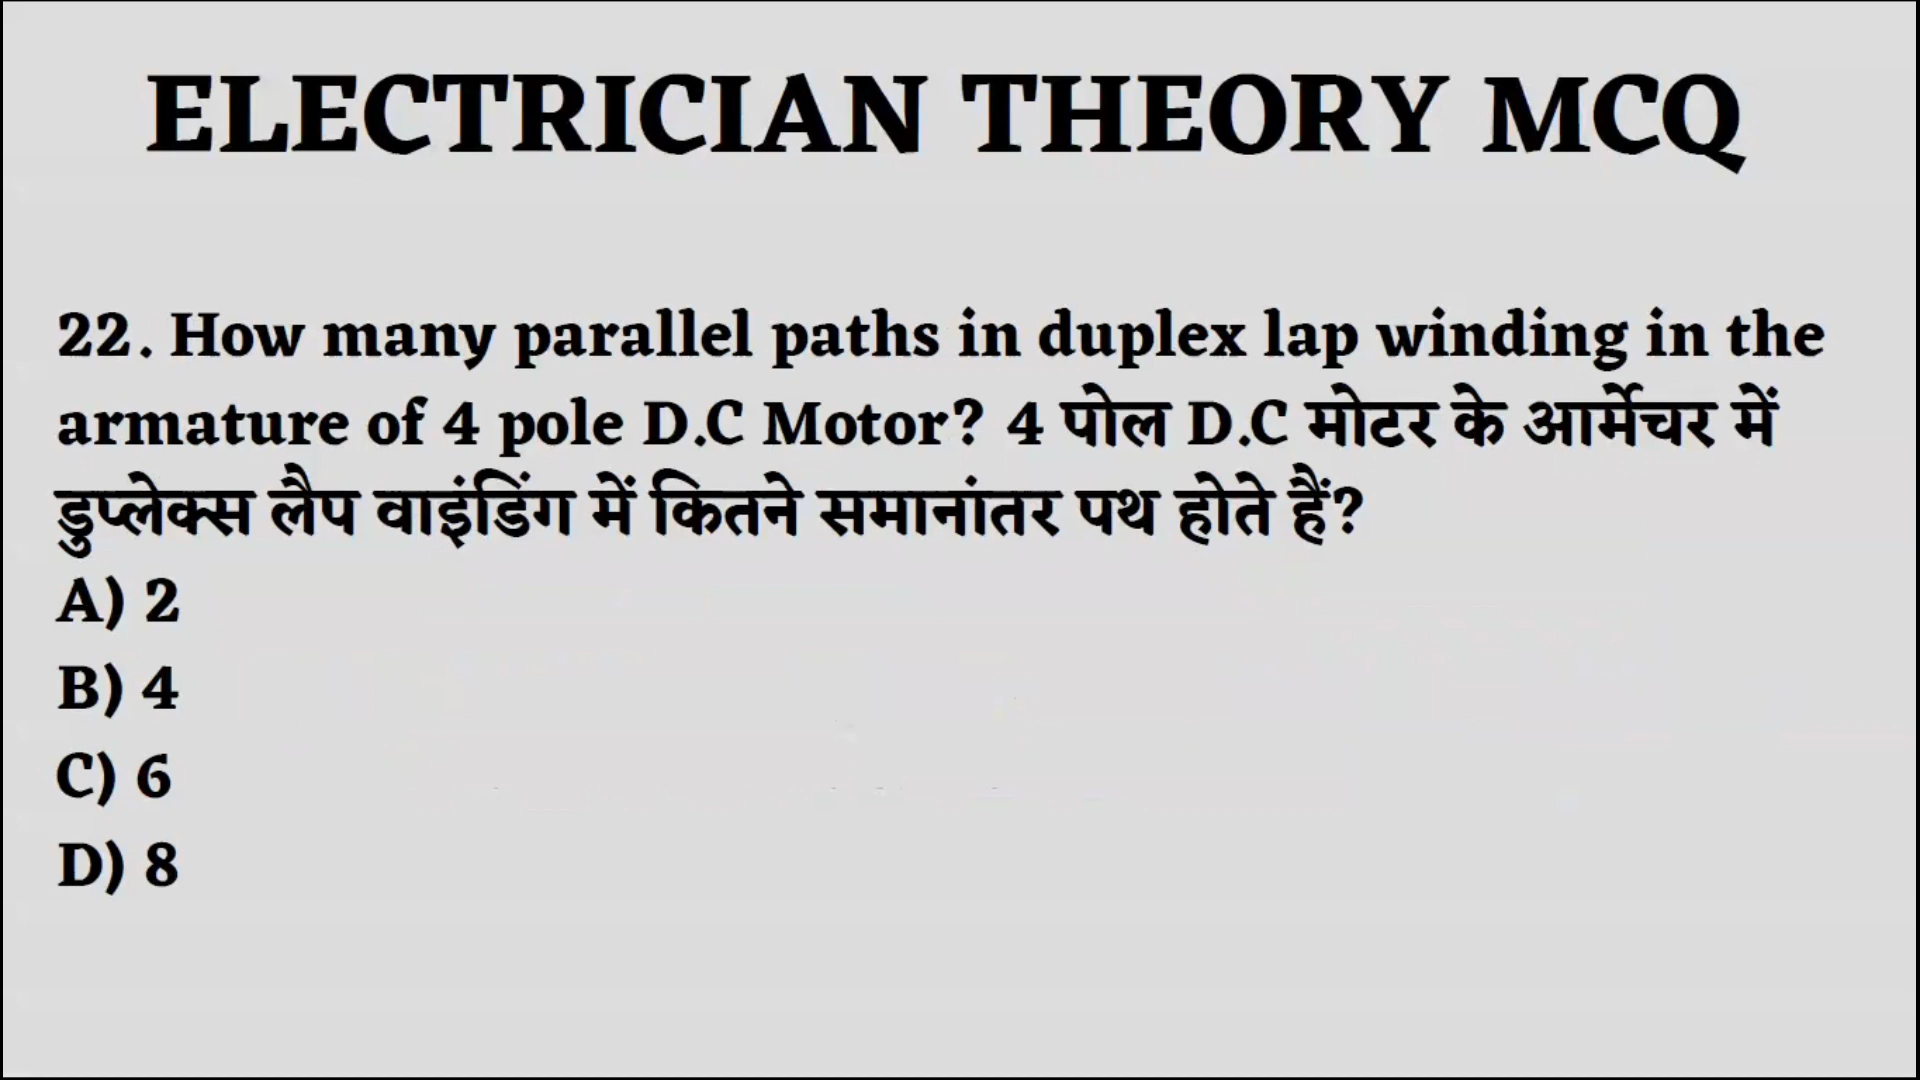 ELECTRICIAN THEORY MCQ
22. How many parallel paths in duplex lap winding in the
armature of 4 pole D.C Motor? 4 पोल D.C मोटर के आर्मेचर में
डुप्लेक्स लैप वाइंडिंग में कितने समानांतर पथ होते हैं?
A) 2
B) 4
C) 6
D) 8